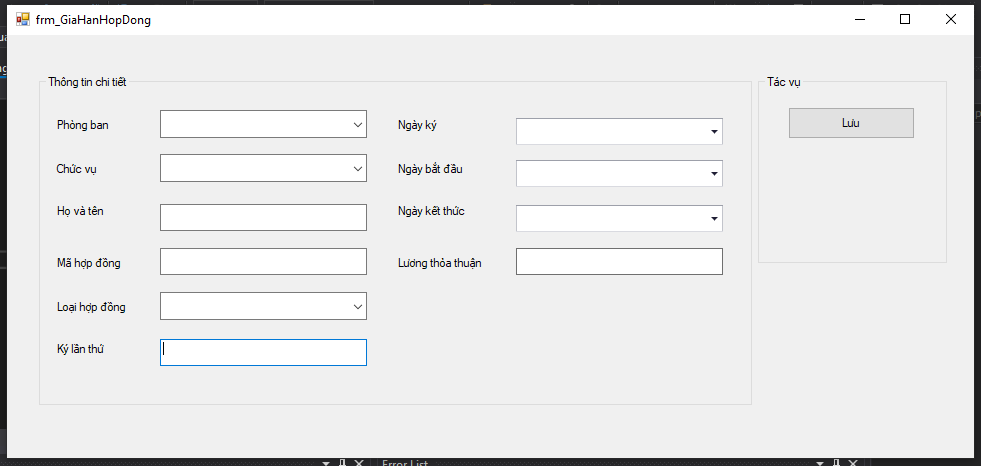 frm_GiaHanHopDong
Thông tin chi tiết
Tác vụ
Phòng ban
Ngày ký
Lưu
Chức vụ
Ngày bắt đầu
Họ và tên
Ngày kết thức
Mã hợp đồng
Lương thỏa thuận
Loại hợp đồng
Ký lần thứ
Error List